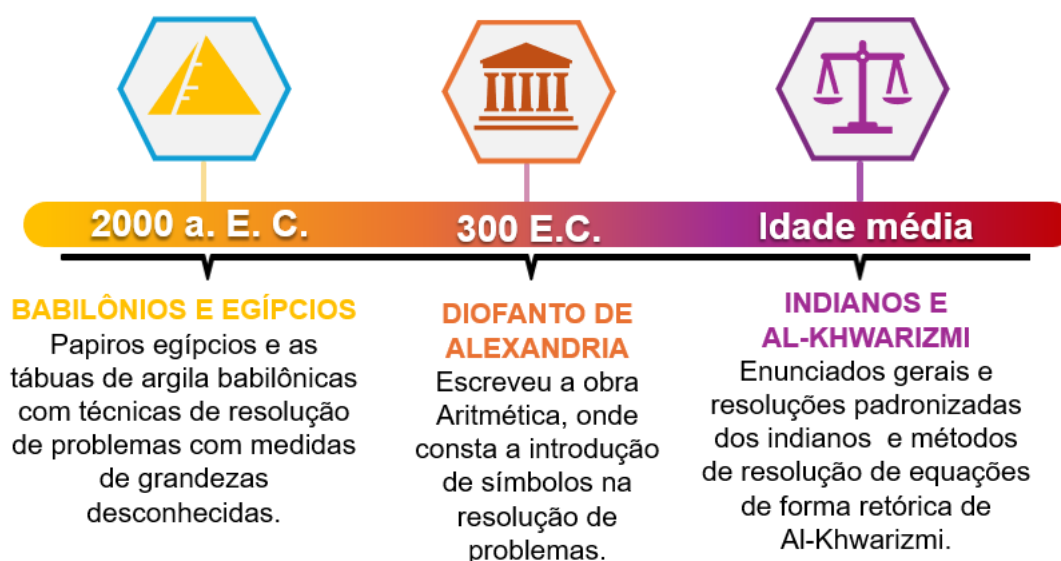 2000 a. E. C.
300 E.C.
Idade média
BABILÔNIOS E EGÍPCIOS
Papiros egípcios e as
tábuas de argila babilônicas
com técnicas de resolução
de problemas com medidas
de grandezas
desconhecidas.
DIOFANTO DE
ALEXANDRIA
Escreveu a obra
Aritmética, onde
consta a introdução
de símbolos na
resolução de
problemas.
INDIANOS E
AL-KHWARIZMI
Enunciados gerais e
resoluções padronizadas
dos indianos e métodos
de resolução de equações
de forma retórica de
Al-Khwarizmi.